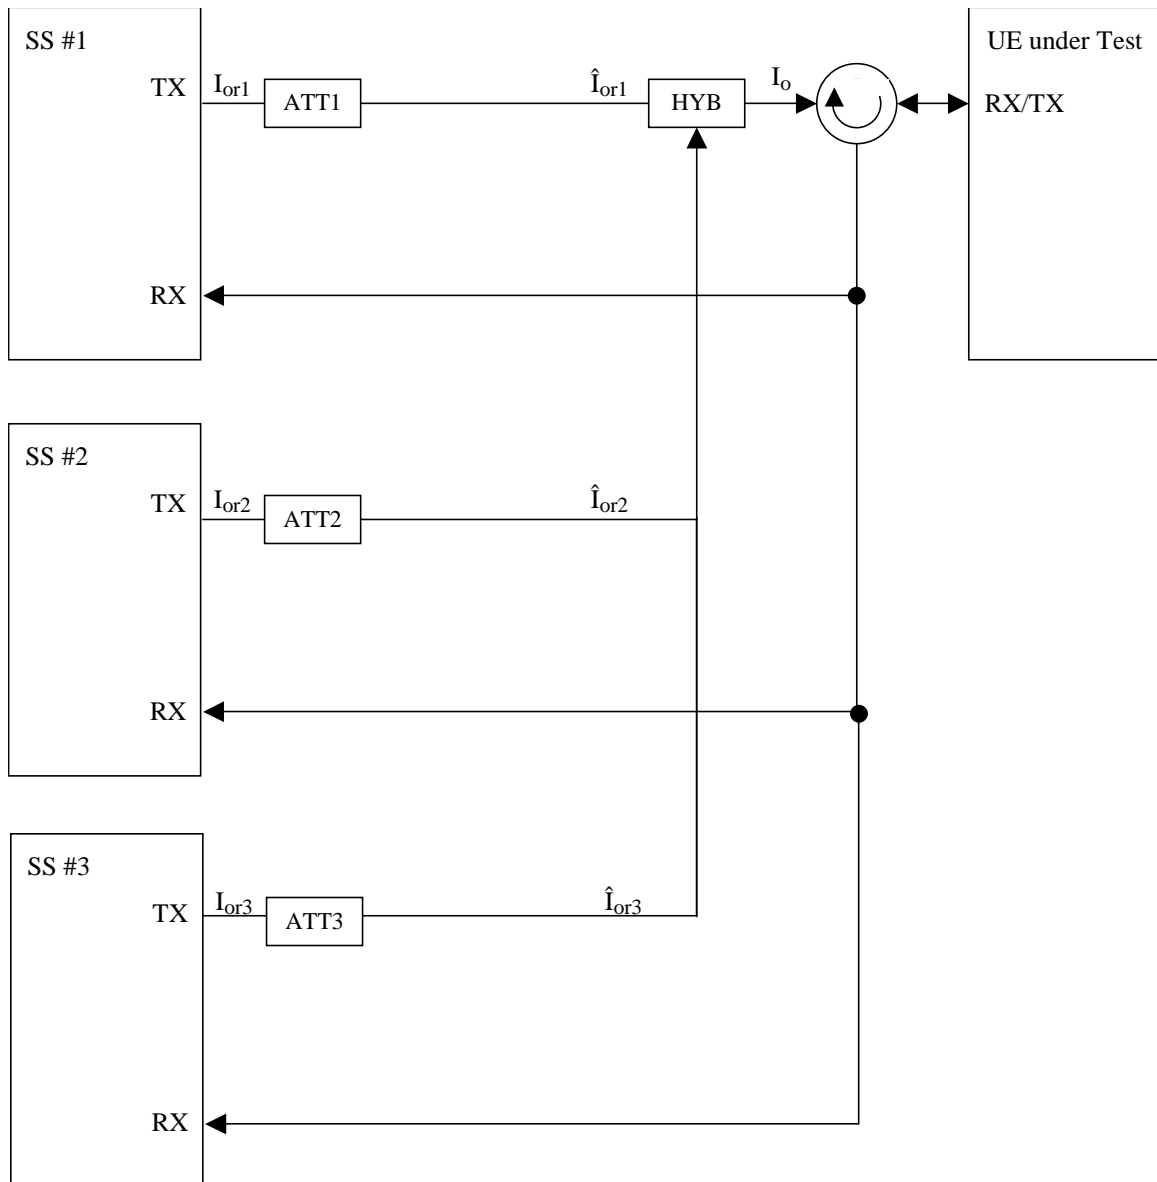 SS #1
UE under Test
TX
I_or1
ATT1
Î_or1
HYB
I_o
RX/TX
RX
SS #2
TX
I_or2
ATT2
Î_or2
RX
SS #3
TX
I_or3
ATT3
Î_or3
RX